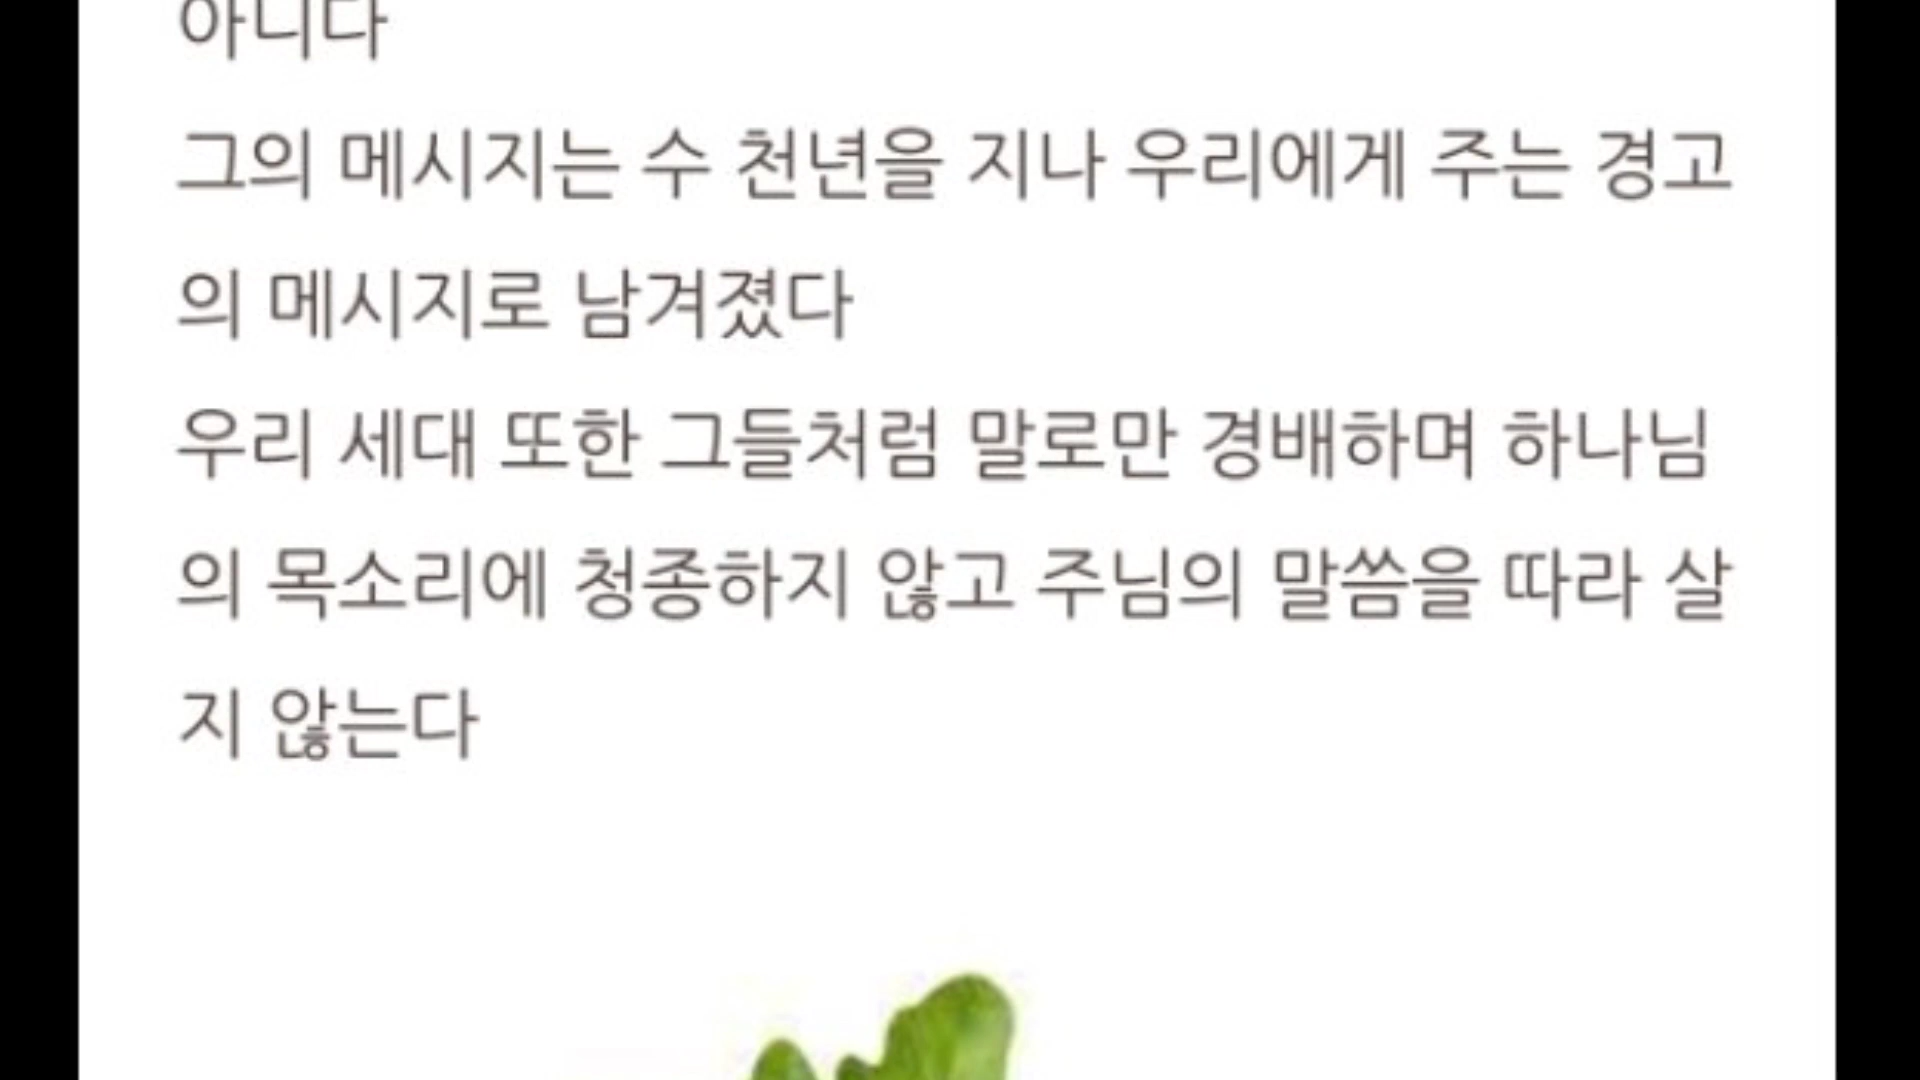 아니다
그의 메시지는 수 천년을 지나 우리에게 주는 경고
의 메시지로 남겨졌다
우리 세대 또한 그들처럼 말로만 경배하며 하나님
의 목소리에 청종하지 않고 주님의 말씀을 따라 살
지 않는다